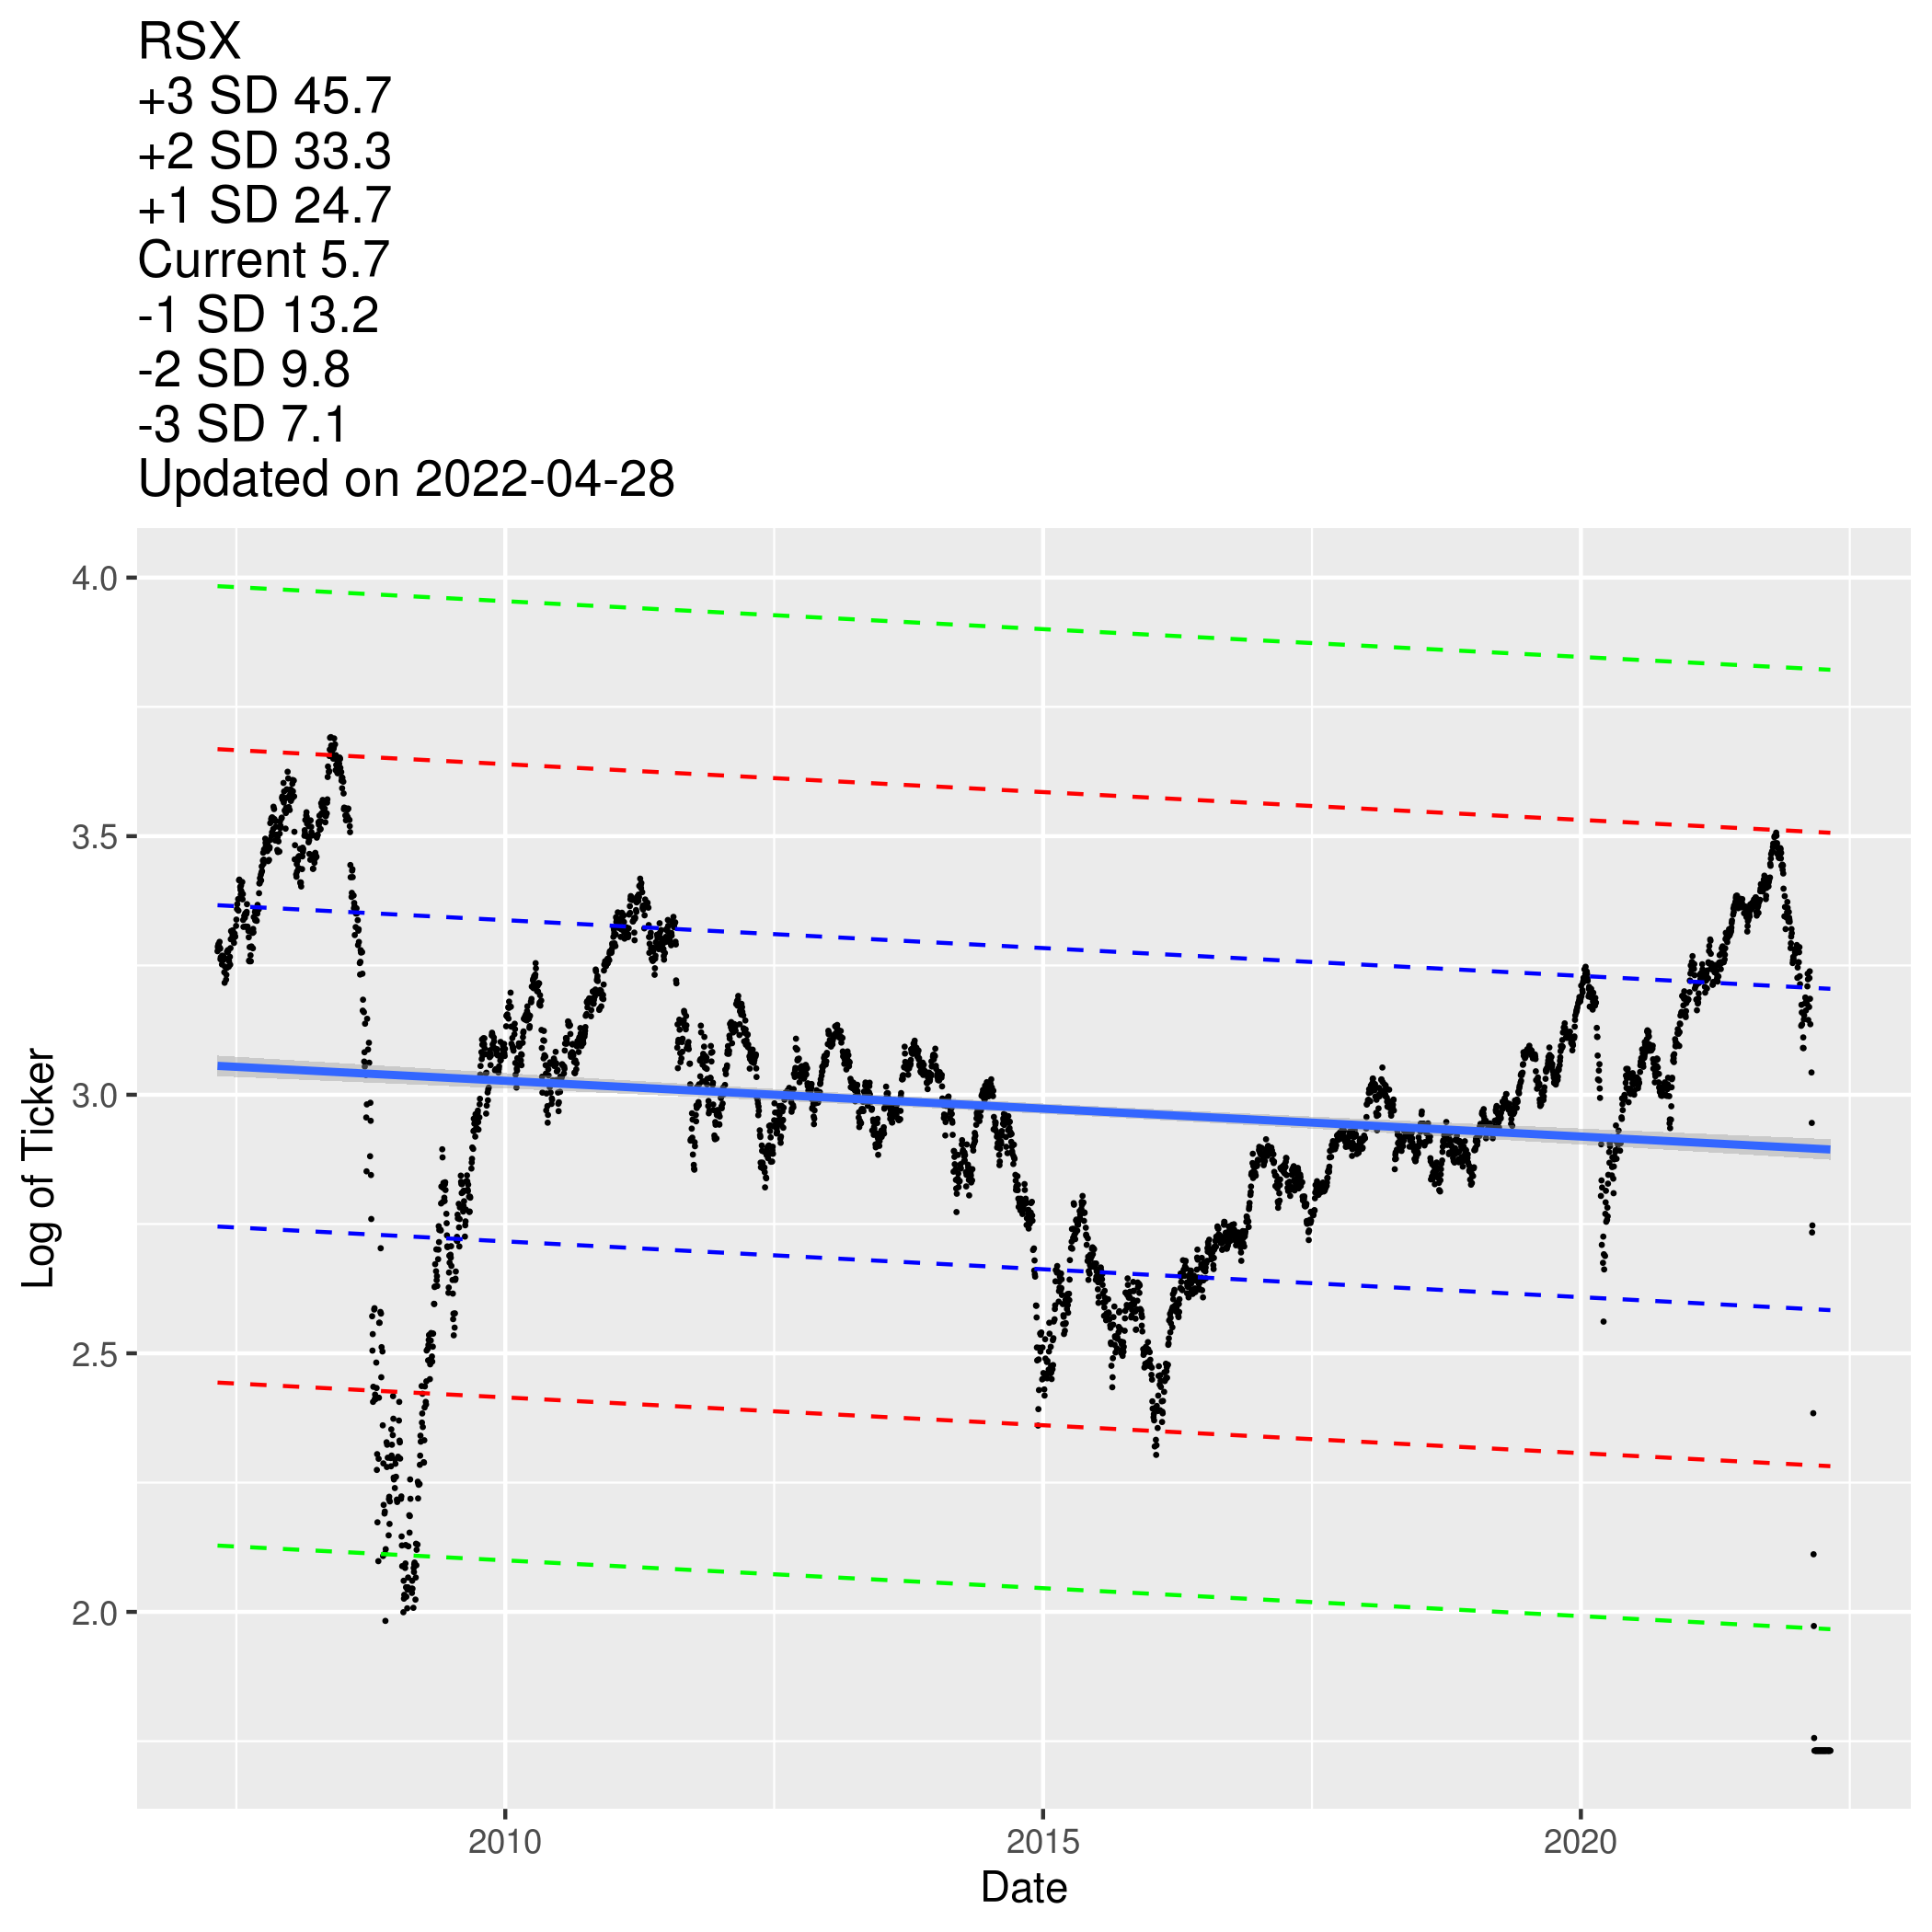 RSX
+3 SD 45.7
+2 SD 33.3
+1 SD 24.7
Current 5.7
-1 SD 13.2
-2 SD 9.8
-3 SD 7.1
Updated on 2022-04-28
4.0
3.5
3.0
2.5
2.0
Log of Ticker
2010
2015
2020
Date